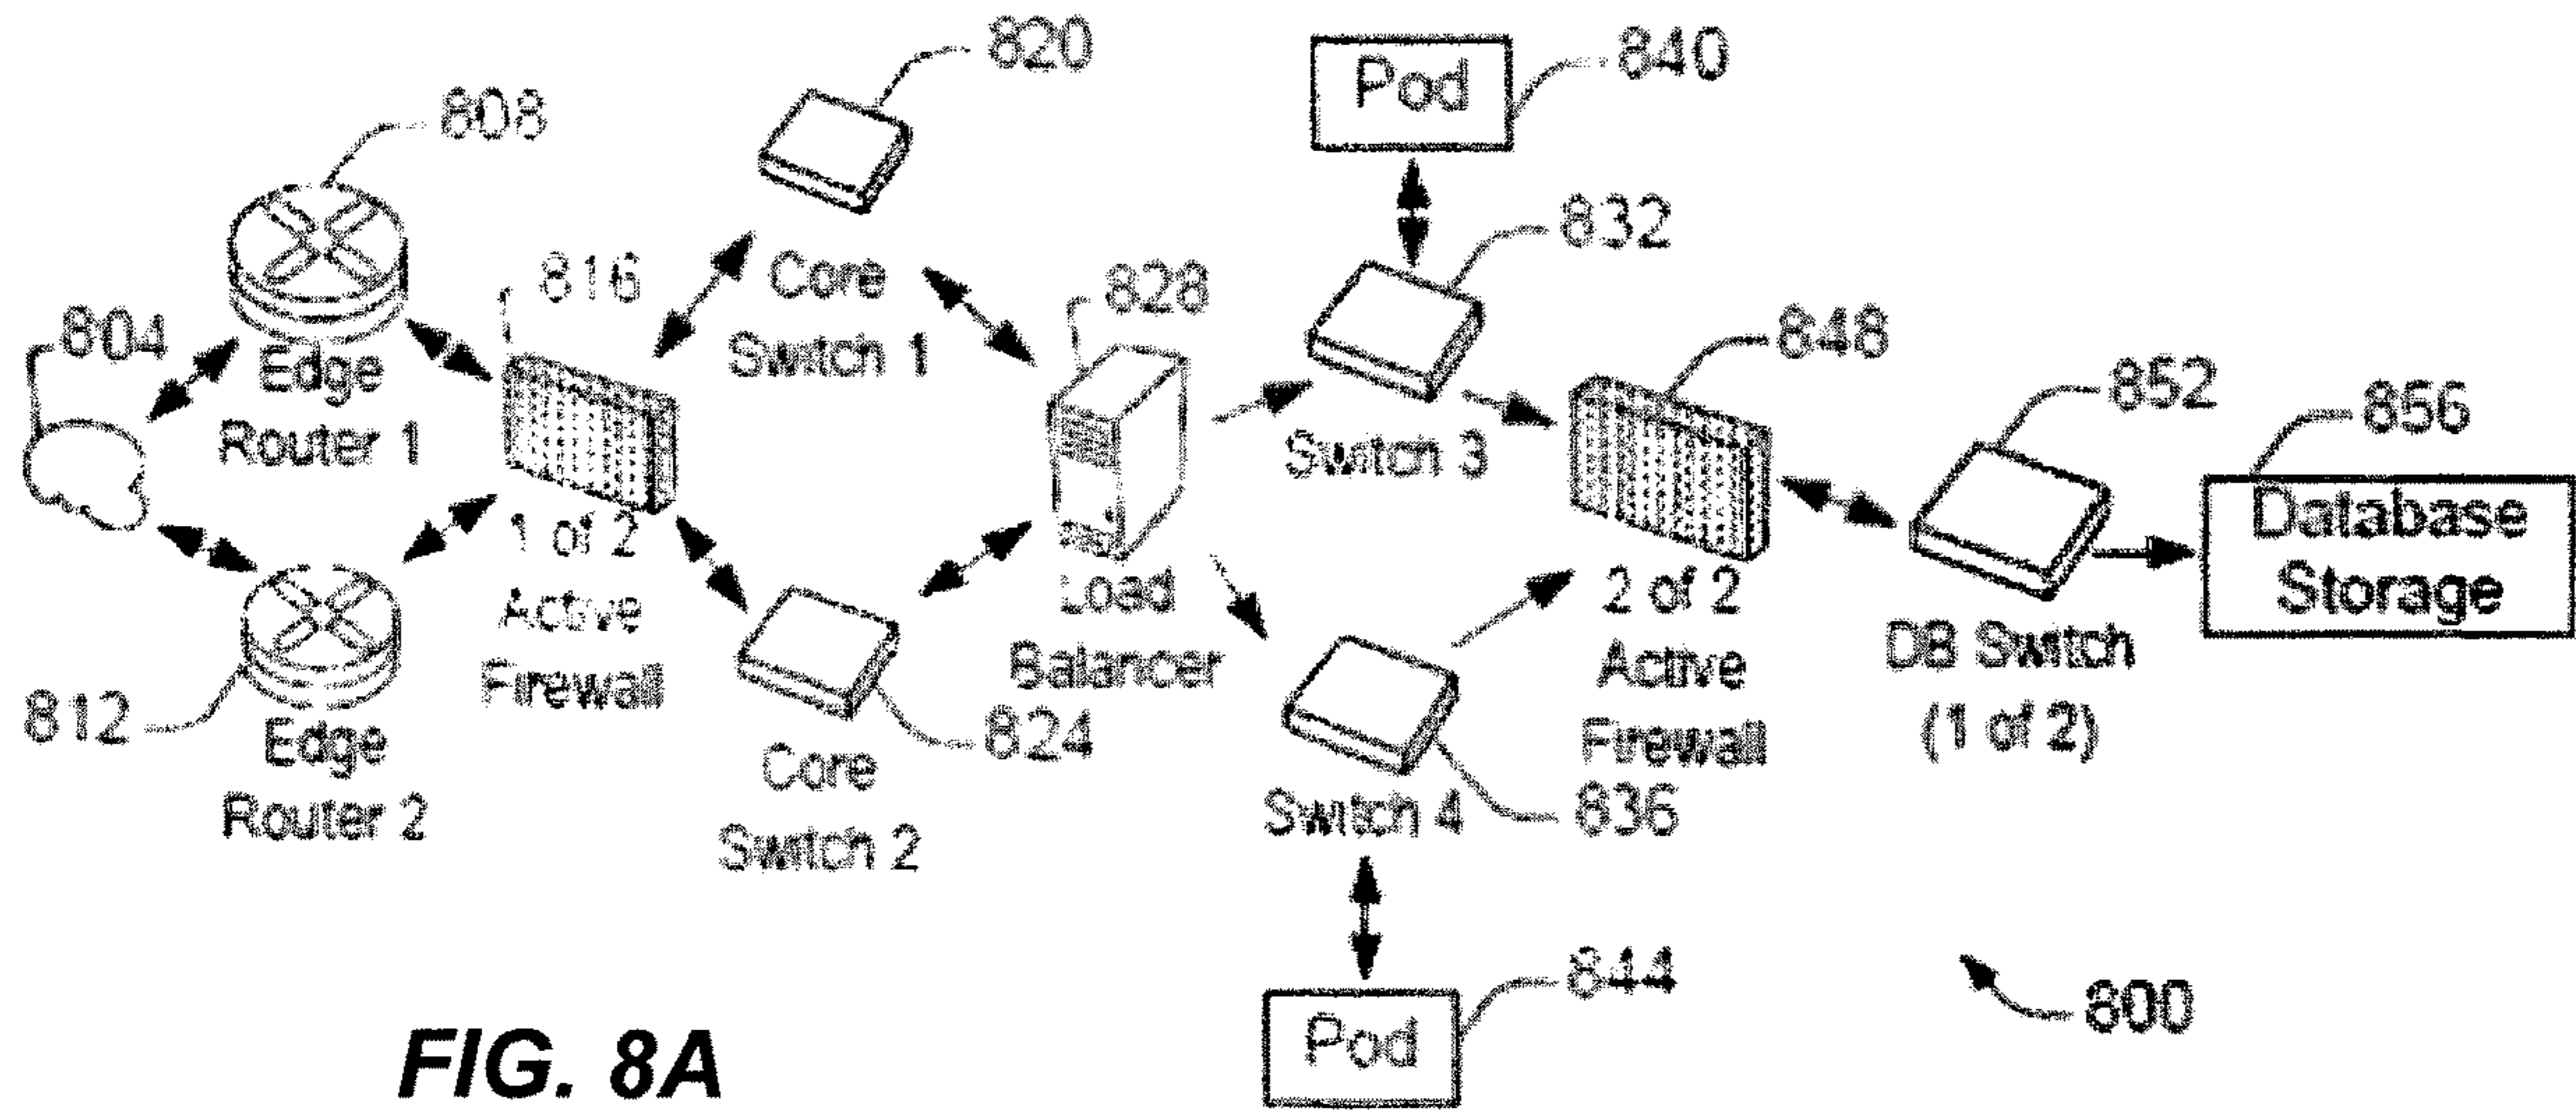 820
840
Pod
808
832
816
Core
Switch 1
828
848
804
Edge
Router 1
852
856
Switch 3
Database
Storage
1 of 2
Active
Firewall
Load
Balancer
2 of 2
Active
Firewall
DB Switch
(1 of 2)
812
Edge
Router 2
824
Core
Switch 2
Switch 4
836
844
Pod
800
FIG. 8A